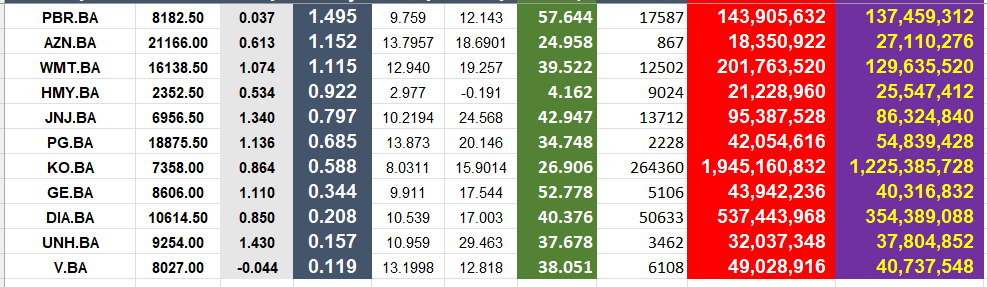 PBR.BA 8182.50 0.037 1.495 9.759 12.143 57.644 17587 143,905,632 137,459,312
AZN.BA 21166.00 0.613 1.152 13.7957 18.6901 24.958 867 18,350,922 27,110,276
WMT.BA 16138.50 1.074 1.115 12.940 19.257 39.522 12502 201,763,520 129,635,520
HMY.BA 2352.50 0.534 0.922 2.977 -0.191 4.162 9024 21,228,960 25,547,412
JNJ.BA 6956.50 1.340 0.797 10.2194 24.568 42.947 13712 95,387,528 86,324,840
PG.BA 18875.50 1.136 0.685 13.873 20.146 34.748 2228 42,054,616 54,839,428
KO.BA 7358.00 0.864 0.588 8.0311 15.9014 26.906 264360 1,945,160,832 1,225,385,728
GE.BA 8606.00 1.110 0.344 9.911 17.544 52.778 5106 43,942,236 40,316,832
DIA.BA 10614.50 0.850 0.208 10.539 17.003 40.376 50633 537,443,968 354,389,088
UNH.BA 9254.00 1.430 0.157 10.959 29.463 37.678 3462 32,037,348 37,804,852
V.BA 8027.00 -0.044 0.119 13.1998 12.818 38.051 6108 49,028,916 40,737,548